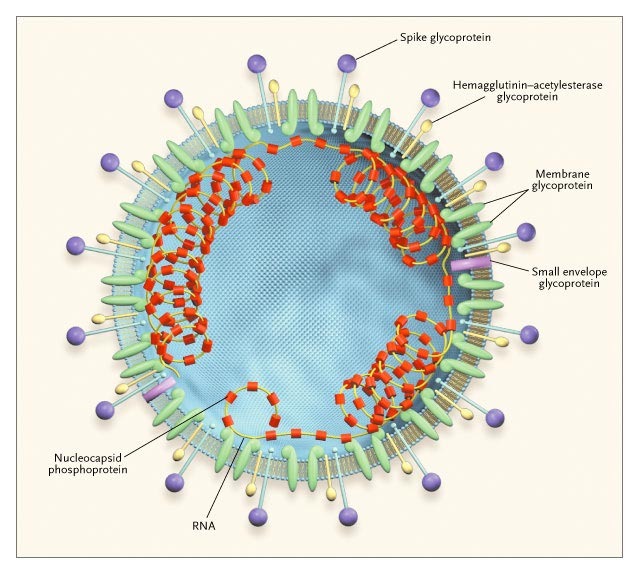 Spike glycoprotein
Hemagglutinin–acetylesterase
glycoprotein
Membrane
glycoprotein
Small envelope
glycoprotein
Nucleocapsid
phosphoprotein
RNA